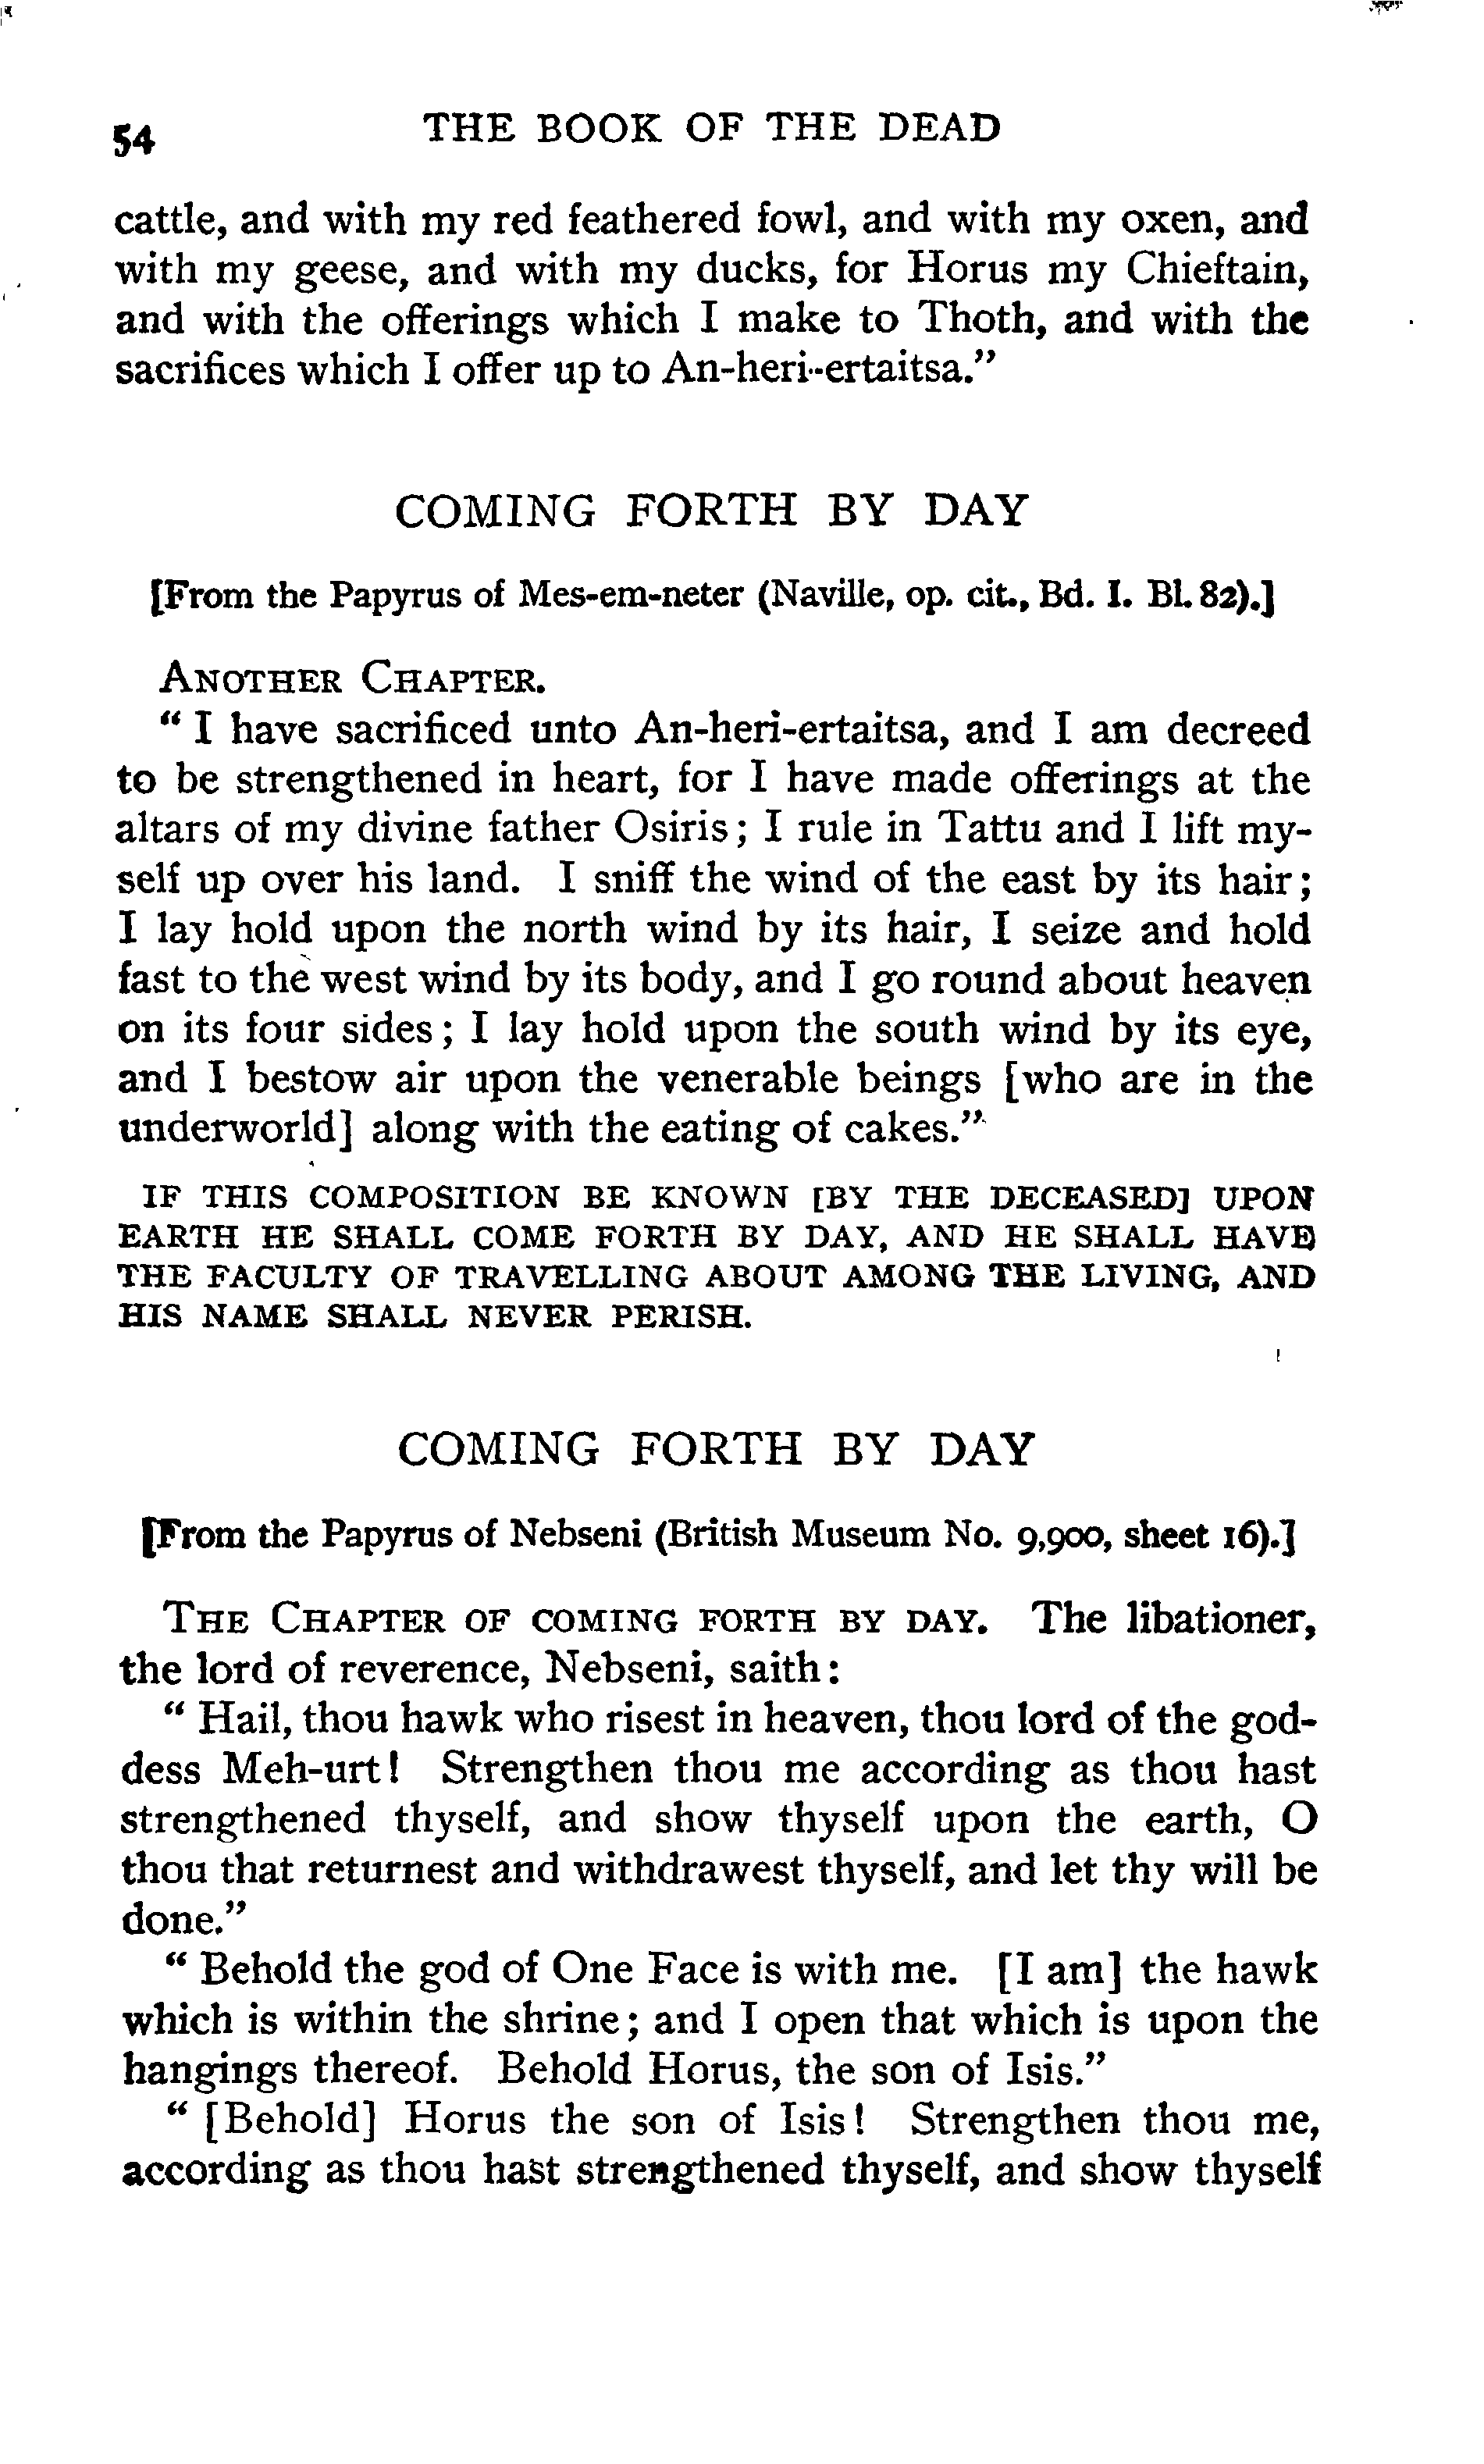 54 THE BOOK OF THE DEAD
cattle, and with my red feathered fowl, and with my oxen, and
with my geese, and with my ducks, for Horus my Chieftain,
and with the offerings which I make to Thoth, and with the
sacrifices which I offer up to An-heri-ertaitsa."
COMING FORTH BY DAY
[From the Papyrus of Mes-em-neter (Naville, op. cit., Bd. I. Bl. 82).]
ANOTHER CHAPTER.
"I have sacrificed unto An-heri-ertaitsa, and I am decreed
to be strengthened in heart, for I have made offerings at the
altars of my divine father Osiris; I rule in Tattu and I lift my-
self up over his land. I sniff the wind of the east by its hair;
I lay hold upon the north wind by its hair, I seize and hold
fast to the west wind by its body, and I go round about heaven
on its four sides; I lay hold upon the south wind by its eye,
and I bestow air upon the venerable beings [who are in the
underworld] along with the eating of cakes."
IF THIS COMPOSITION BE KNOWN [BY THE DECEASED] UPON
EARTH HE SHALL COME FORTH BY DAY, AND HE SHALL HAVE
THE FACULTY OF TRAVELLING ABOUT AMONG THE LIVING, AND
HIS NAME SHALL NEVER PERISH.
COMING FORTH BY DAY
[From the Papyrus of Nebseni (British Museum No. 9,900, sheet 16).]
THE CHAPTER OF COMING FORTH BY DAY. The libationer,
the lord of reverence, Nebseni, saith:
"Hail, thou hawk who risest in heaven, thou lord of the god-
dess Meh-urt! Strengthen thou me according as thou hast
strengthened thyself, and show thyself upon the earth, O
thou that returnest and withdrawest thyself, and let thy will be
done."
"Behold the god of One Face is with me. [I am] the hawk
which is within the shrine; and I open that which is upon the
hangings thereof. Behold Horus, the son of Isis."
"[Behold] Horus the son of Isis! Strengthen thou me,
according as thou hast strengthened thyself, and show thyself